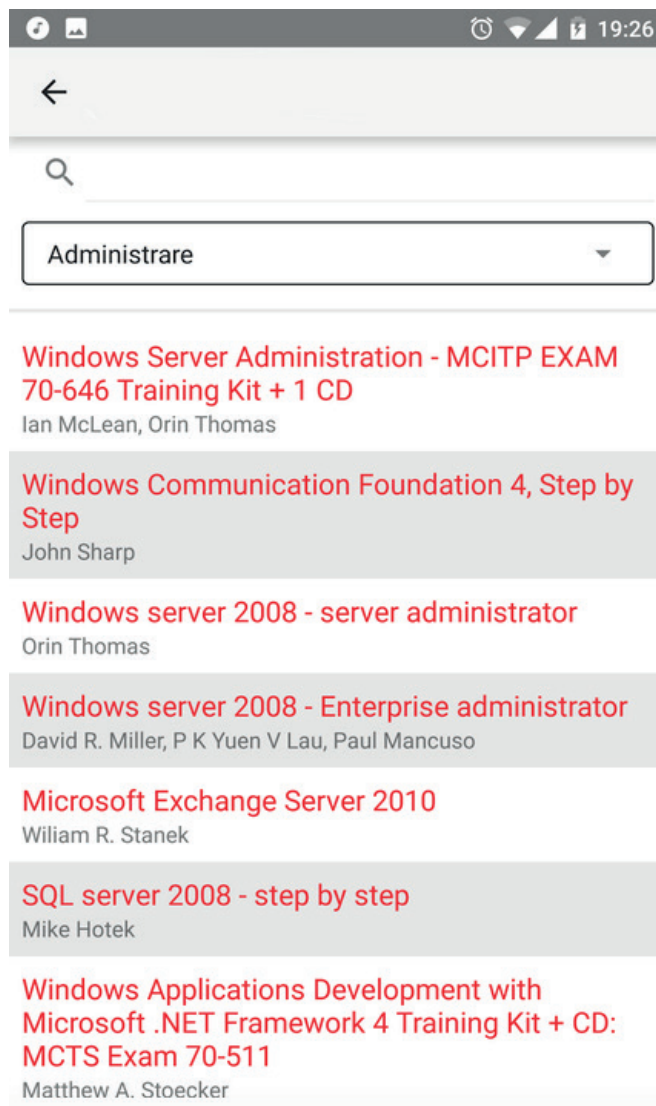 19:26
Administrare
Windows Server Administration - MCITP EXAM
70-646 Training Kit + 1 CD
Ian McLean, Orin Thomas
Windows Communication Foundation 4, Step by
Step
John Sharp
Windows server 2008 - server administrator
Orin Thomas
Windows server 2008 - Enterprise administrator
David R. Miller, P K Yuen V Lau, Paul Mancuso
Microsoft Exchange Server 2010
Wiliam R. Stanek
SQL server 2008 - step by step
Mike Hotek
Windows Applications Development with
Microsoft .NET Framework 4 Training Kit + CD:
MCTS Exam 70-511
Matthew A. Stoecker